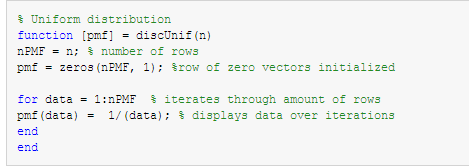 % Uniform distribution
function [pmf] = discUnif(n)
nPMF = n; % number of rows
pmf = zeros(nPMF, 1); %row of zero vectors initialized
for data = 1:nPMF  % iterates through amount of rows
pmf(data) =  1/(data); % displays data over iterations
end
end